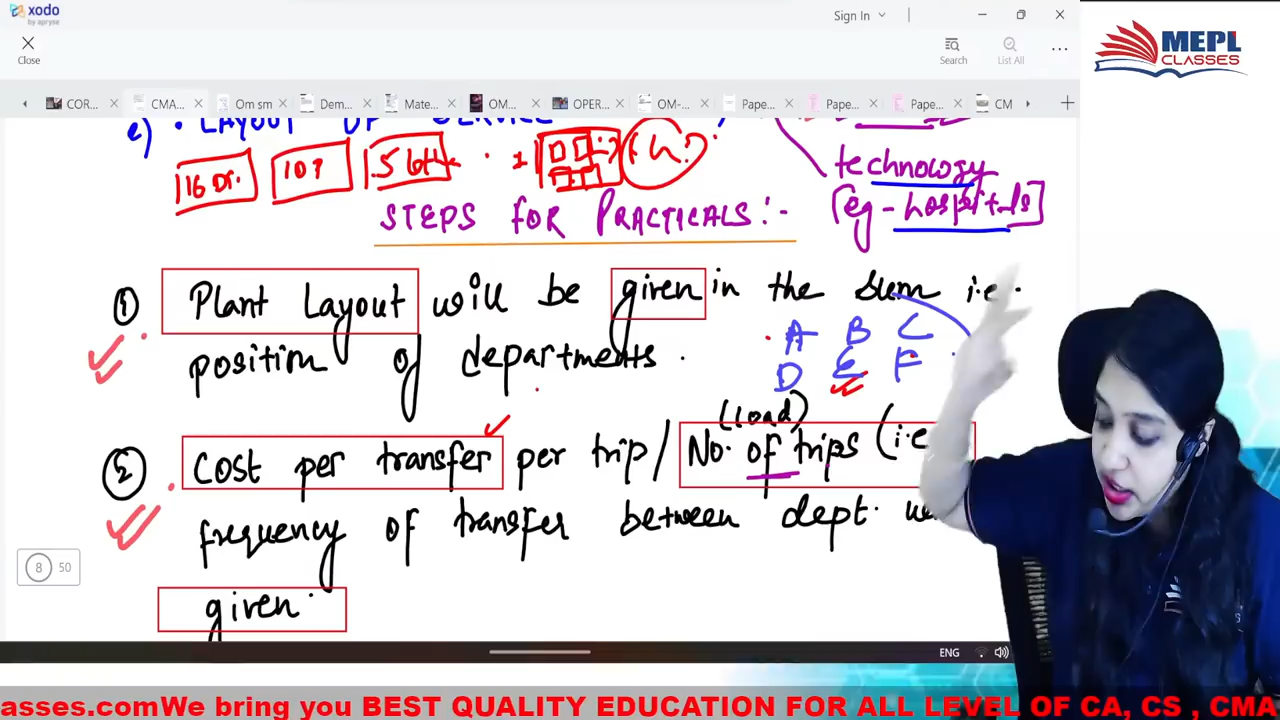 xodo
by apryse
Sign In
Close
Search
List All
COR...
CMA...
Om sm
Dem...
Mate...
OM...
OPER...
OM-...
Pape...
Pape...
Pape...
CM
MEPL
CLASSES
e) • LAYOUT OF SERVICE
16 Dr.
10 ?
technology
[eg - hospitals]
STEPS FOR PRACTICALS :-
① Plant Layout will be given in the sum i.e.
A B C
position of departments.
D E F
(load)
② Cost per transfer per trip / No. of trips (i.e
frequency of transfer between dept.
given.
8 50
ENG
asses.comWe bring you BEST QUALITY EDUCATION FOR ALL LEVEL OF CA, CS , CMA